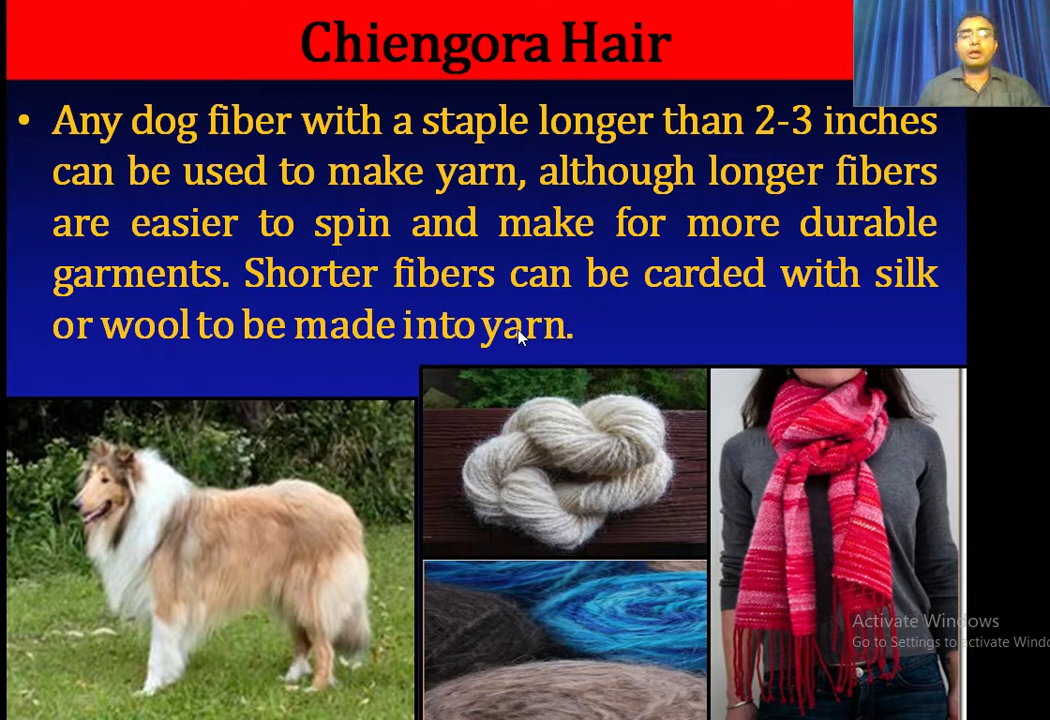 Chiengora Hair
• Any dog fiber with a staple longer than 2-3 inches
can be used to make yarn, although longer fibers
are easier to spin and make for more durable
garments. Shorter fibers can be carded with silk
or wool to be made into yarn.
Activate Windows
Go to Settings to activate Windo